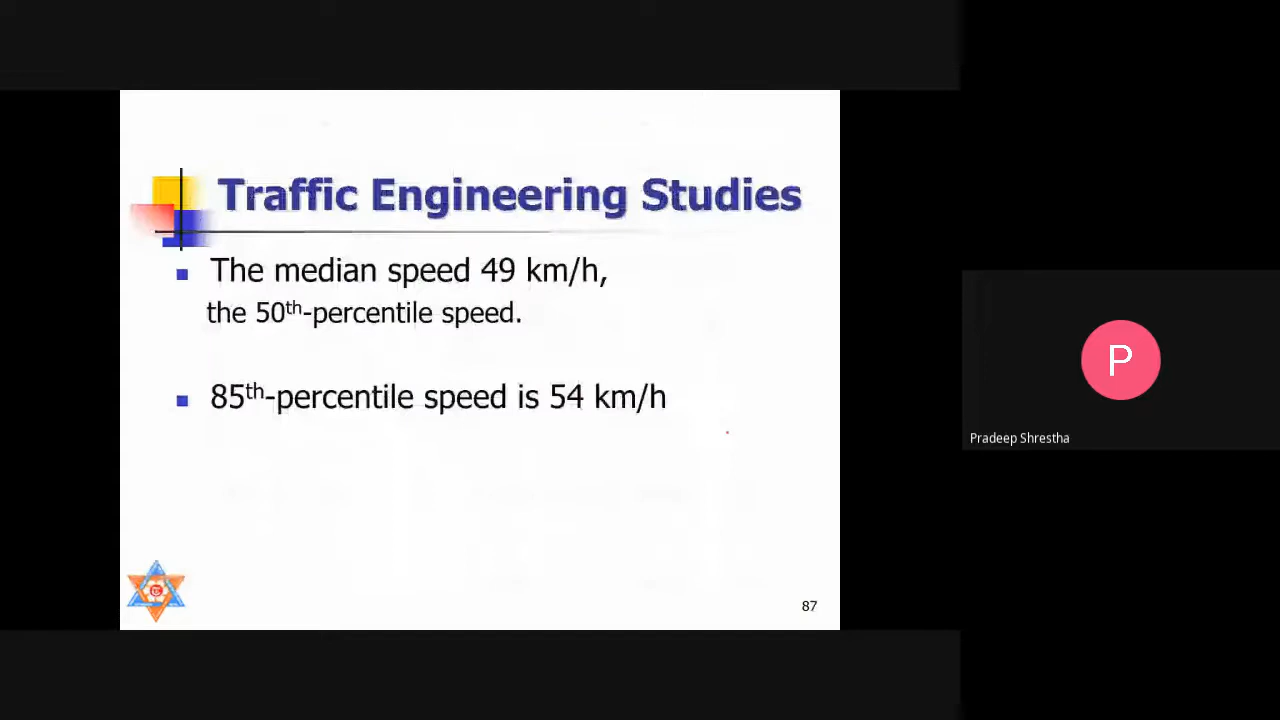 Traffic Engineering Studies
The median speed 49 km/h,
the 50th-percentile speed.
85th-percentile speed is 54 km/h
87
P
Pradeep Shrestha